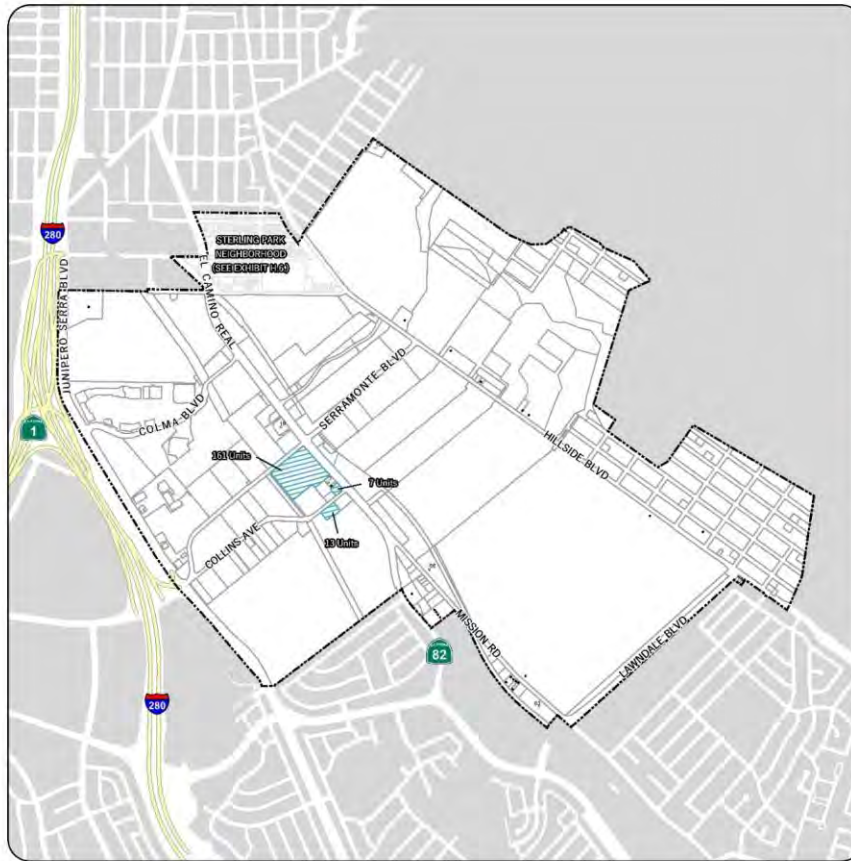 280
JUNIPERO SERRA BLVD
STERLING PARK
NEIGHBORHOOD
(SEE EXHIBIT H.6)
EL CAMINO REAL
1
COLMA BLVD
SERRAMONTE BLVD
HILLSIDE BLVD
161 Units
7 Units
COLLINS AVE
13 Units
MISSION RD
LAWNDALE BLVD
82
280